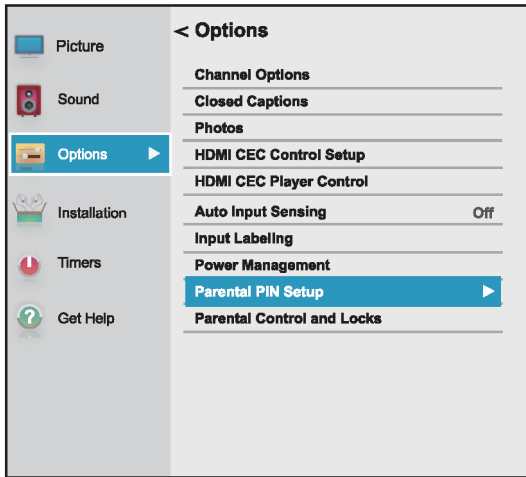 Picture
Sound
Options
Installation
Timers
Get Help
< Options
Channel Options
Closed Captions
Photos
HDMI CEC Control Setup
HDMI CEC Player Control
Auto Input Sensing Off
Input Labeling
Power Management
Parental PIN Setup
Parental Control and Locks